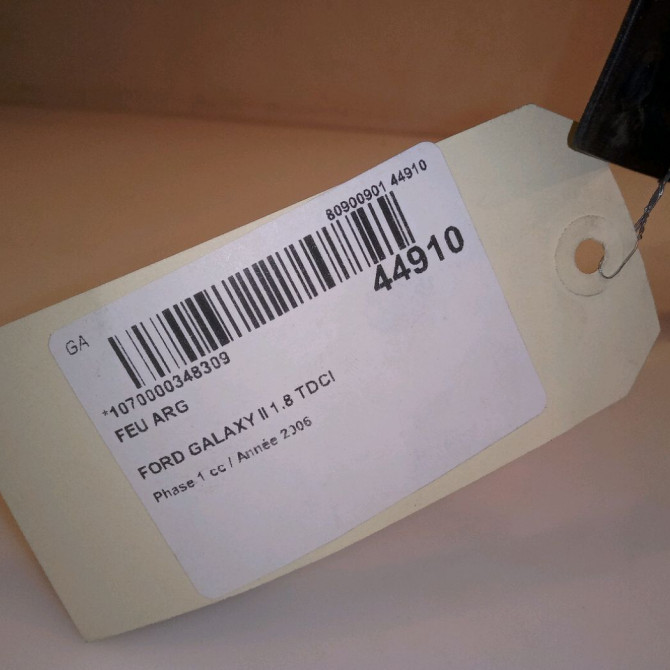 80900901 44910
GA
44910
*1070000348309
FEU ARG
FORD GALAXY II 1.8 TDCI
Phase 1 cc / Année 2006